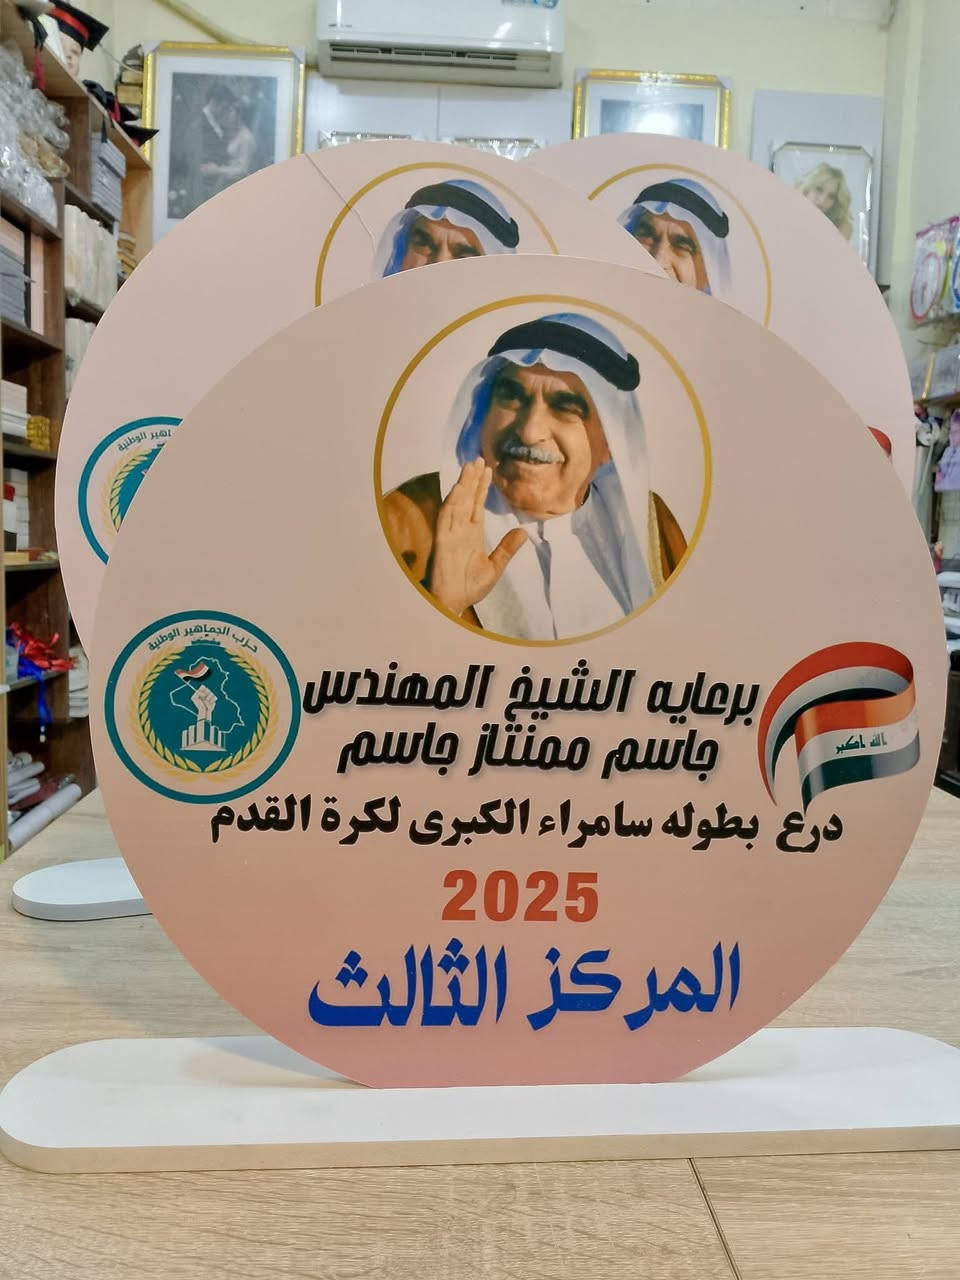 حزب الجماهير الوطنية
برعايه الشيخ المهندس
جاسم ممنتاز جاسم
الله اكبر
درع بطوله سامراء الكبرى لكرة القدم
2025
المركز الثالث